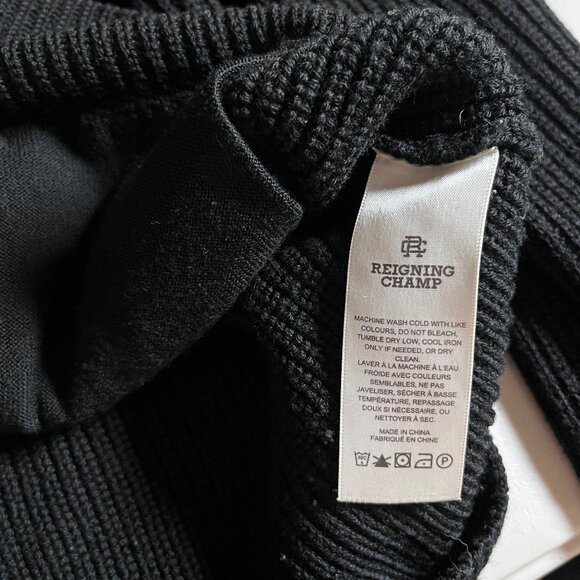 RC
REIGNING
CHAMP
MACHINE WASH COLD WITH LIKE
COLOURS, DO NOT BLEACH,
TUMBLE DRY LOW, COOL IRON
ONLY IF NEEDED, OR DRY
CLEAN.
LAVER À LA MACHINE À L'EAU
FROIDE AVEC COULEURS
SEMBLABLES, NE PAS
JAVELISER, SÉCHER À BASSE
TEMPÉRATURE, REPASSAGE
DOUX SI NÉCESSAIRE, OU
NETTOYER À SEC.
MADE IN CHINA
FABRIQUÉ EN CHINE
P